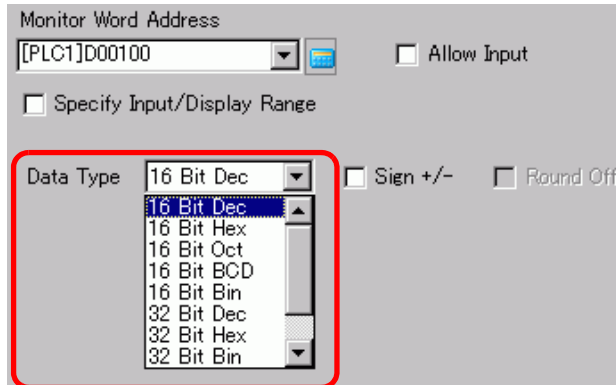 Monitor Word Address
[PLC1]D00100
Allow Input
Specify Input/Display Range
Data Type 16 Bit Dec Sign +/- Round Off
16 Bit Dec
16 Bit Hex
16 Bit Oct
16 Bit BCD
16 Bit Bin
32 Bit Dec
32 Bit Hex
32 Bit Bin